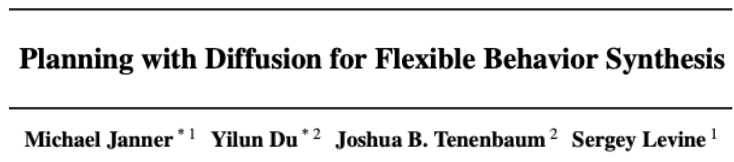 Planning with Diffusion for Flexible Behavior Synthesis
Michael Janner * 1 Yilun Du * 2 Joshua B. Tenenbaum 2 Sergey Levine 1